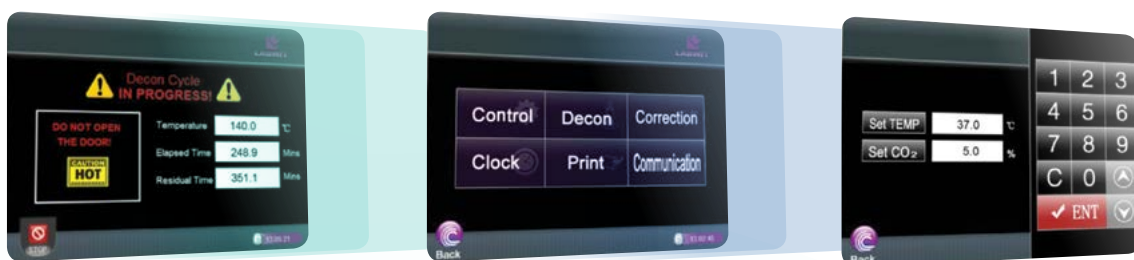 Decon Cycle
IN PROGRESS!
DO NOT OPEN
THE DOOR!
CAUTION
HOT
Temperature 140.0 ℃
Elapsed Time 248.9 Mins
Residual Time 351.1 Mins
STOP
Control Decon Correction
Clock Print Communication
Back
Set TEMP 37.0 ℃
Set CO₂ 5.0 %
1 2 3
4 5 6
7 8 9
C 0
ENT
Back